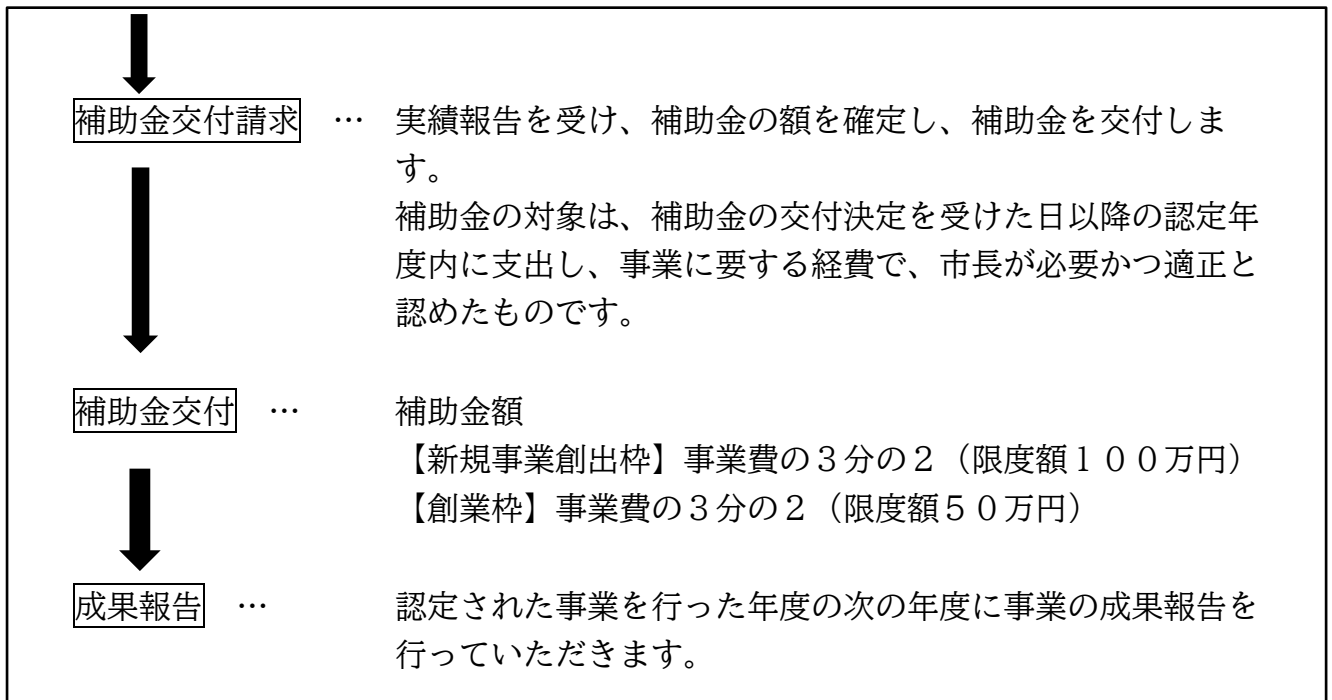 補助金交付請求 … 実績報告を受け、補助金の額を確定し、補助金を交付しま
す。
補助金の対象は、補助金の交付決定を受けた日以降の認定年
度内に支出し、事業に要する経費で、市長が必要かつ適正と
認めたものです。
補助金交付 … 補助金額
【新規事業創出枠】事業費の３分の２（限度額１００万円）
【創業枠】事業費の３分の２（限度額５０万円）
成果報告 … 認定された事業を行った年度の次の年度に事業の成果報告を
行っていただきます。